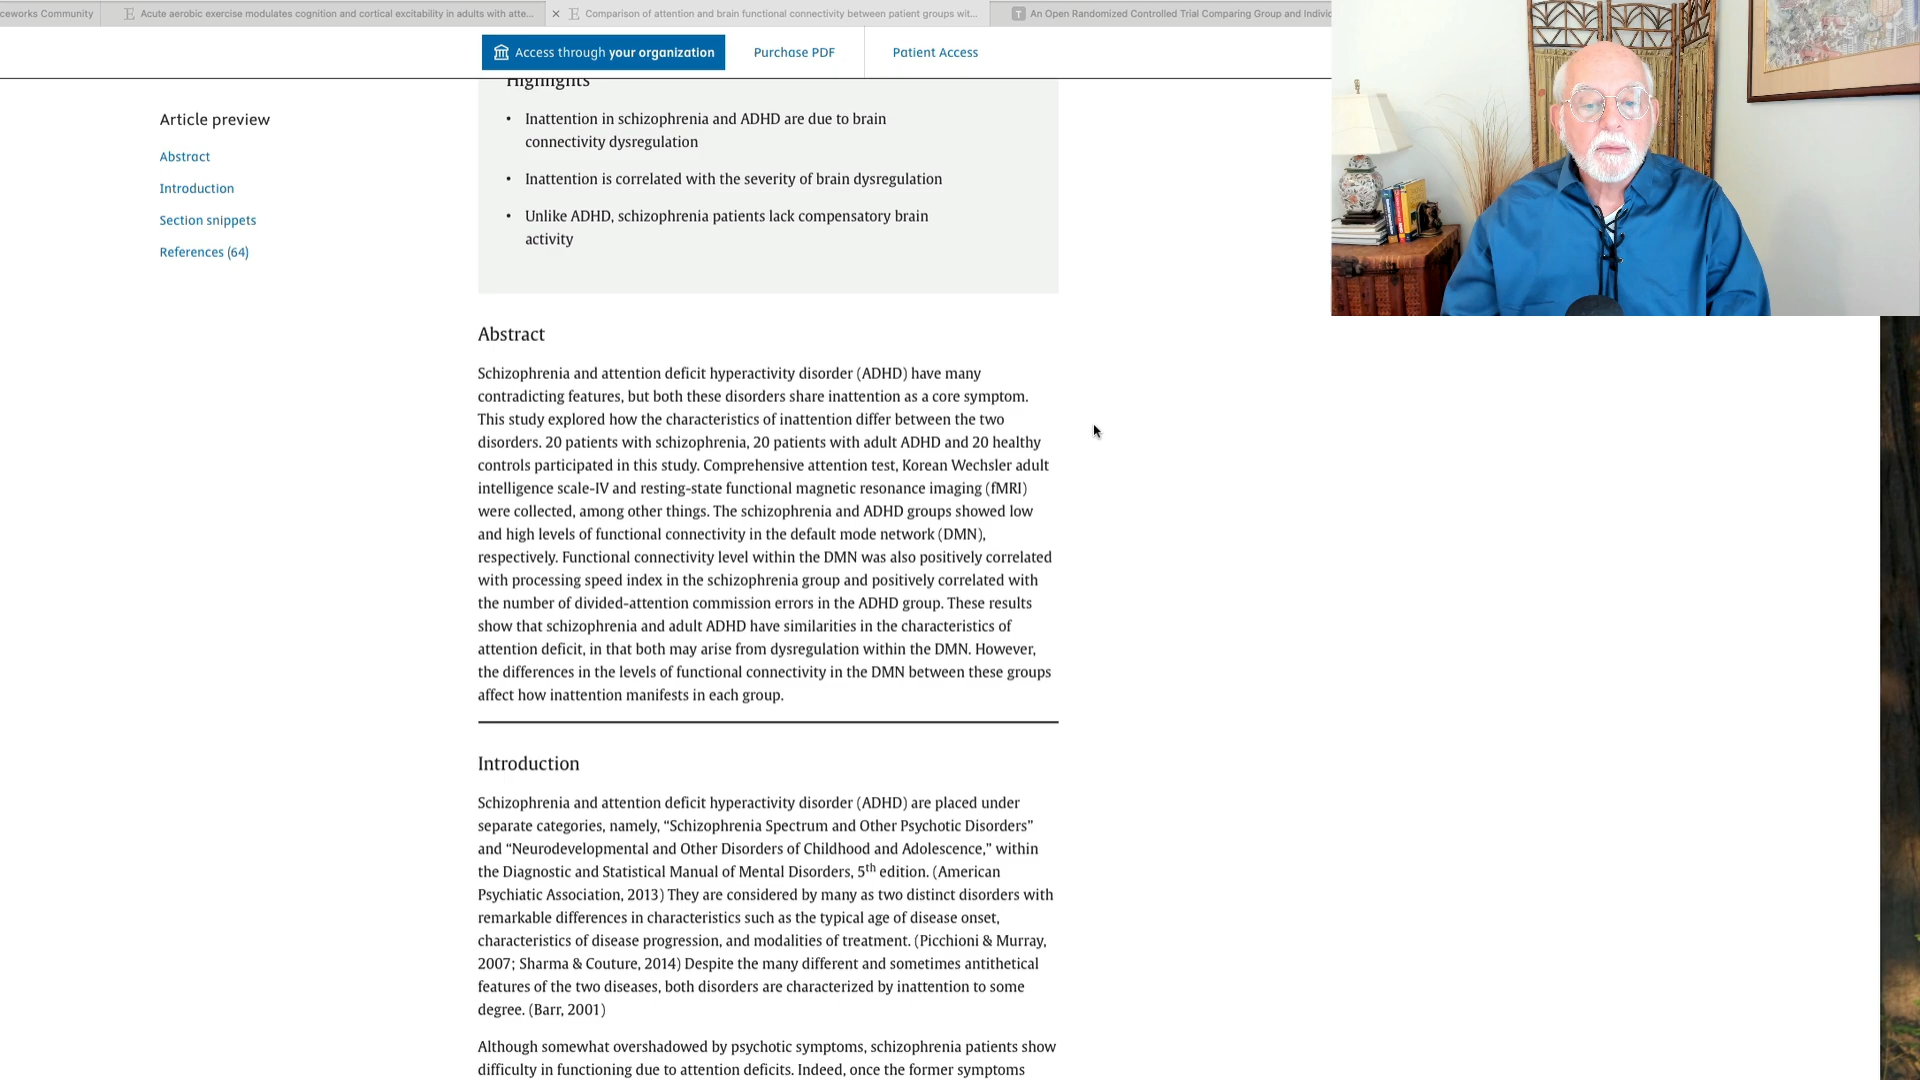 ceworks Community
Acute aerobic exercise modulates cognition and cortical excitability in adults with atte...
Comparison of attention and brain functional connectivity between patient groups wit...
An Open Randomized Controlled Trial Comparing Group and Individ
Access through your organization
Purchase PDF
Patient Access
Article preview
Abstract
Introduction
Section snippets
References (64)
Highlights
• Inattention in schizophrenia and ADHD are due to brain
connectivity dysregulation
• Inattention is correlated with the severity of brain dysregulation
• Unlike ADHD, schizophrenia patients lack compensatory brain
activity
Abstract
Schizophrenia and attention deficit hyperactivity disorder (ADHD) have many
contradicting features, but both these disorders share inattention as a core symptom.
This study explored how the characteristics of inattention differ between the two
disorders. 20 patients with schizophrenia, 20 patients with adult ADHD and 20 healthy
controls participated in this study. Comprehensive attention test, Korean Wechsler adult
intelligence scale-IV and resting-state functional magnetic resonance imaging (fMRI)
were collected, among other things. The schizophrenia and ADHD groups showed low
and high levels of functional connectivity in the default mode network (DMN),
respectively. Functional connectivity level within the DMN was also positively correlated
with processing speed index in the schizophrenia group and positively correlated with
the number of divided-attention commission errors in the ADHD group. These results
show that schizophrenia and adult ADHD have similarities in the characteristics of
attention deficit, in that both may arise from dysregulation within the DMN. However,
the differences in the levels of functional connectivity in the DMN between these groups
affect how inattention manifests in each group.
Introduction
Schizophrenia and attention deficit hyperactivity disorder (ADHD) are placed under
separate categories, namely, “Schizophrenia Spectrum and Other Psychotic Disorders”
and “Neurodevelopmental and Other Disorders of Childhood and Adolescence,” within
the Diagnostic and Statistical Manual of Mental Disorders, 5th edition. (American
Psychiatric Association, 2013) They are considered by many as two distinct disorders with
remarkable differences in characteristics such as the typical age of disease onset,
characteristics of disease progression, and modalities of treatment. (Picchioni & Murray,
2007; Sharma & Couture, 2014) Despite the many different and sometimes antithetical
features of the two diseases, both disorders are characterized by inattention to some
degree. (Barr, 2001)
Although somewhat overshadowed by psychotic symptoms, schizophrenia patients show
difficulty in functioning due to attention deficits. Indeed, once the former symptoms